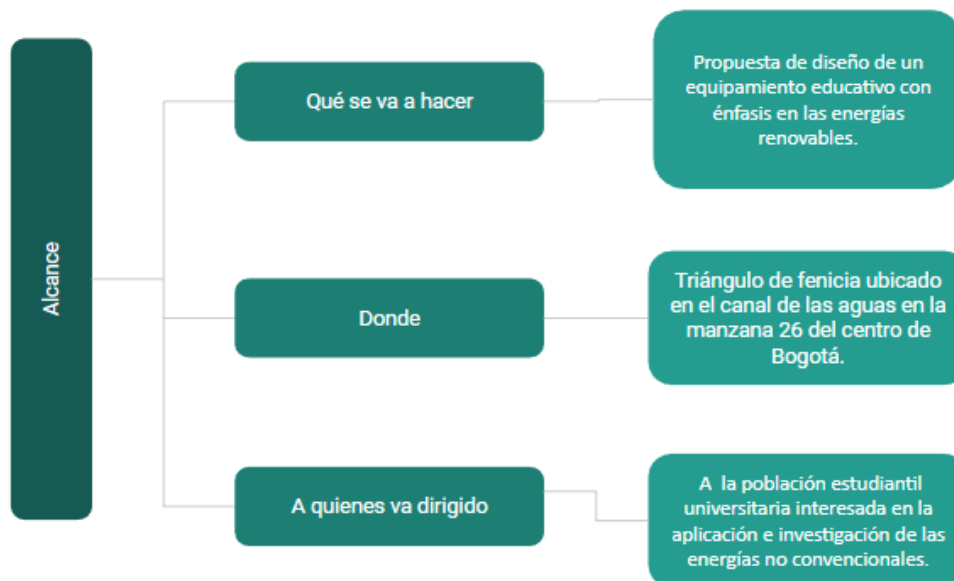 Alcance
Qué se va a hacer
Propuesta de diseño de un
equipamiento educativo con
énfasis en las energías
renovables.
Donde
Triángulo de fenicia ubicado
en el canal de las aguas en la
manzana 26 del centro de
Bogotá.
A quienes va dirigido
A la población estudiantil
universitaria interesada en la
aplicación e investigación de las
energías no convencionales.